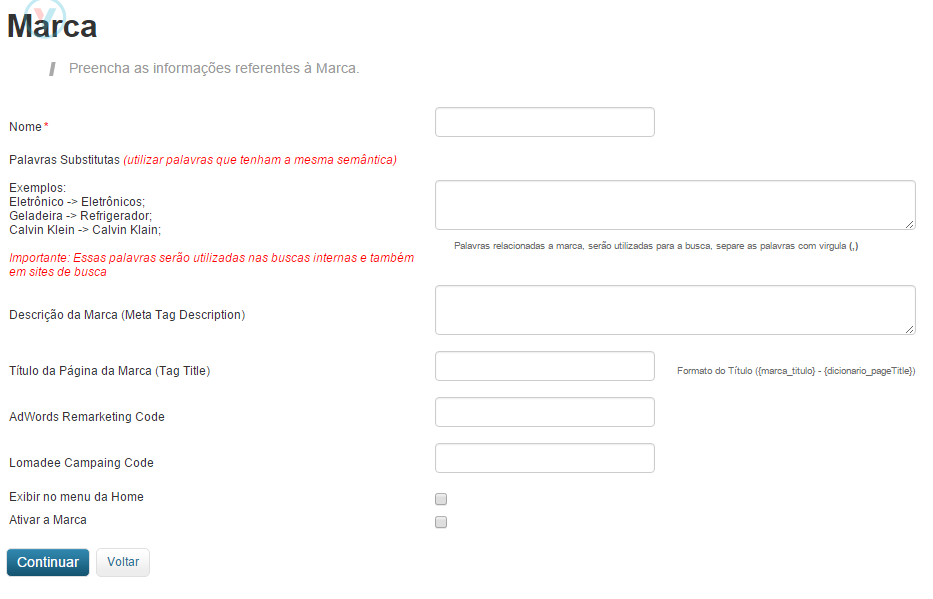 Marca
Preencha as informações referentes à Marca.
Nome*
Palavras Substitutas (utilizar palavras que tenham a mesma semântica)
Exemplos:
Eletrônico -> Eletrônicos;
Geladeira -> Refrigerador;
Calvin Klein -> Calvin Klain;
Palavras relacionadas a marca, serão utilizadas para a busca, separe as palavras com virgula (,)
Importante: Essas palavras serão utilizadas nas buscas internas e também
em sites de busca
Descrição da Marca (Meta Tag Description)
Título da Página da Marca (Tag Title)
Formato do Título ({marca_titulo} - {dicionario_pageTitle})
AdWords Remarketing Code
Lomadee Campaing Code
Exibir no menu da Home
Ativar a Marca
Continuar
Voltar